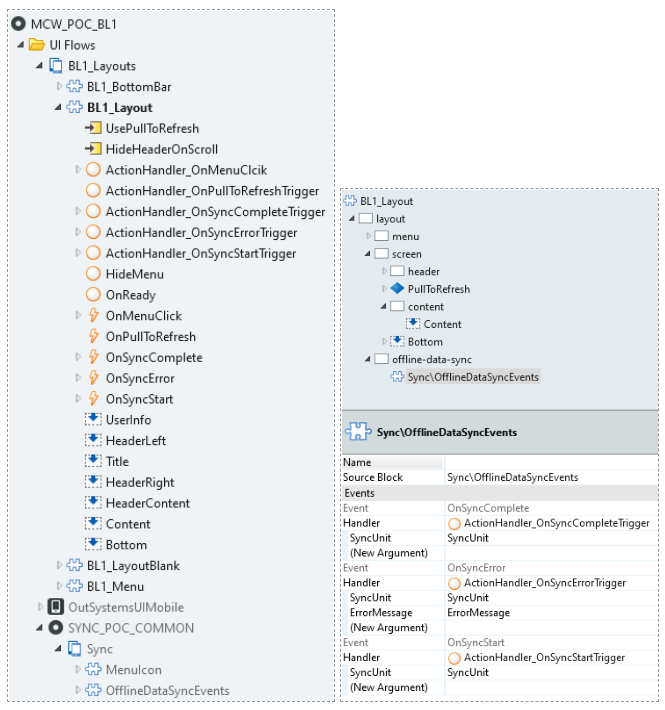 MCW_POC_BL1
UI Flows
BL1_Layouts
BL1_BottomBar
BL1_Layout
UsePullToRefresh
HideHeaderOnScroll
ActionHandler_OnMenuClcik
ActionHandler_OnPullToRefreshTrigger
ActionHandler_OnSyncCompleteTrigger
ActionHandler_OnSyncErrorTrigger
ActionHandler_OnSyncStartTrigger
HideMenu
OnReady
OnMenuClick
OnPullToRefresh
OnSyncComplete
OnSyncError
OnSyncStart
UserInfo
HeaderLeft
Title
HeaderRight
HeaderContent
Content
Bottom
BL1_LayoutBlank
BL1_Menu
OutSystemsUIMobile
SYNC_POC_COMMON
Sync
MenuIcon
OfflineDataSyncEvents
BL1_Layout
layout
menu
screen
header
PullToRefresh
content
Content
Bottom
offline-data-sync
Sync\OfflineDataSyncEvents
Sync\OfflineDataSyncEvents
Name
Source Block Sync\OfflineDataSyncEvents
Events
Event OnSyncComplete
Handler ActionHandler_OnSyncCompleteTrigger
SyncUnit SyncUnit
(New Argument)
Event OnSyncError
Handler ActionHandler_OnSyncErrorTrigger
SyncUnit SyncUnit
ErrorMessage ErrorMessage
(New Argument)
Event OnSyncStart
Handler ActionHandler_OnSyncStartTrigger
SyncUnit SyncUnit
(New Argument)